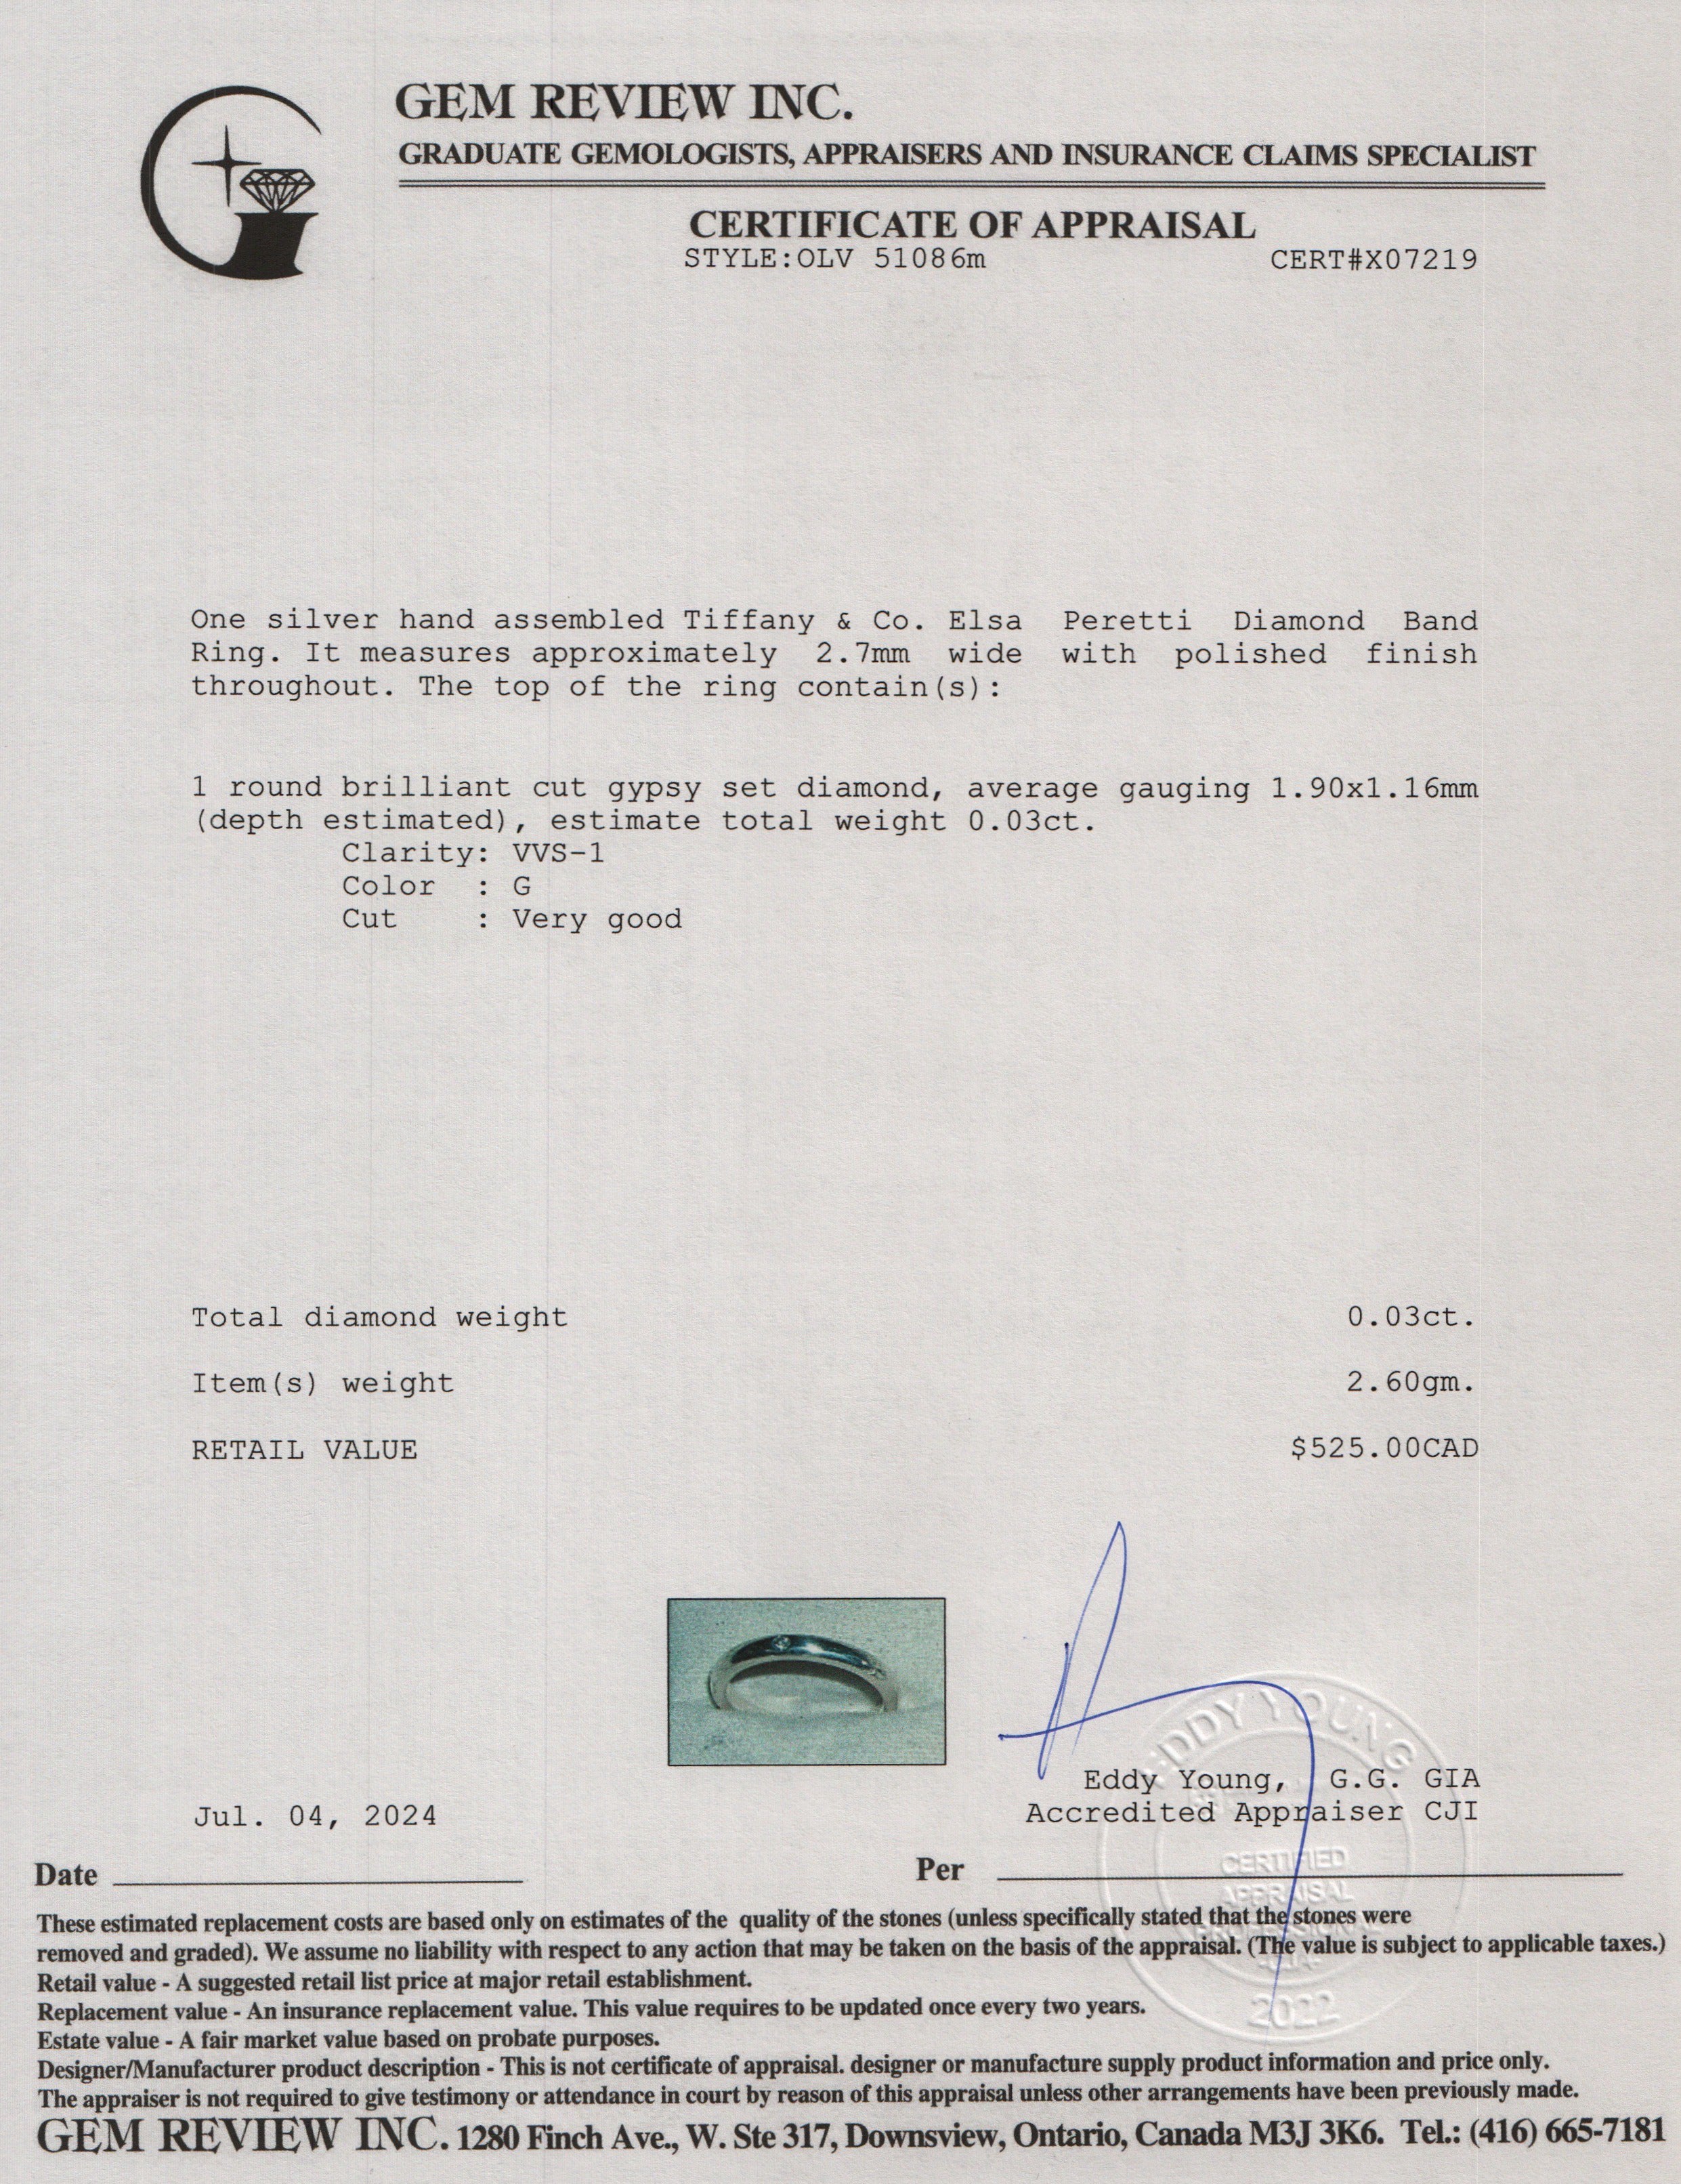 GEM REVIEW INC.
GRADUATE GEMOLOGISTS, APPRAISERS AND INSURANCE CLAIMS SPECIALIST
CERTIFICATE OF APPRAISAL
STYLE:OLV 51086m CERT#X07219
One silver hand assembled Tiffany & Co. Elsa Peretti Diamond Band
Ring. It measures approximately 2.7mm wide with polished finish
throughout. The top of the ring contain(s):
1 round brilliant cut gypsy set diamond, average gauging 1.90x1.16mm
(depth estimated), estimate total weight 0.03ct.
Clarity: VVS-1
Color : G
Cut : Very good
Total diamond weight 0.03ct.
Item(s) weight 2.60gm.
RETAIL VALUE $525.00CAD
EDDY YOUNG
Eddy Young, G.G. GIA
Jul. 04, 2024 Accredited Appraiser CJI
CERTIFIED
APPRAISAL
Date Per
These estimated replacement costs are based only on estimates of the quality of the stones (unless specifically stated that the stones were
removed and graded). We assume no liability with respect to any action that may be taken on the basis of the appraisal. (The value is subject to applicable taxes.)
Retail value - A suggested retail list price at major retail establishment.
Replacement value - An insurance replacement value. This value requires to be updated once every two years.
2022
Estate value - A fair market value based on probate purposes.
Designer/Manufacturer product description - This is not certificate of appraisal. designer or manufacture supply product information and price only.
The appraiser is not required to give testimony or attendance in court by reason of this appraisal unless other arrangements have been previously made.
GEM REVIEW INC. 1280 Finch Ave., W. Ste 317, Downsview, Ontario, Canada M3J 3K6. Tel.: (416) 665-7181